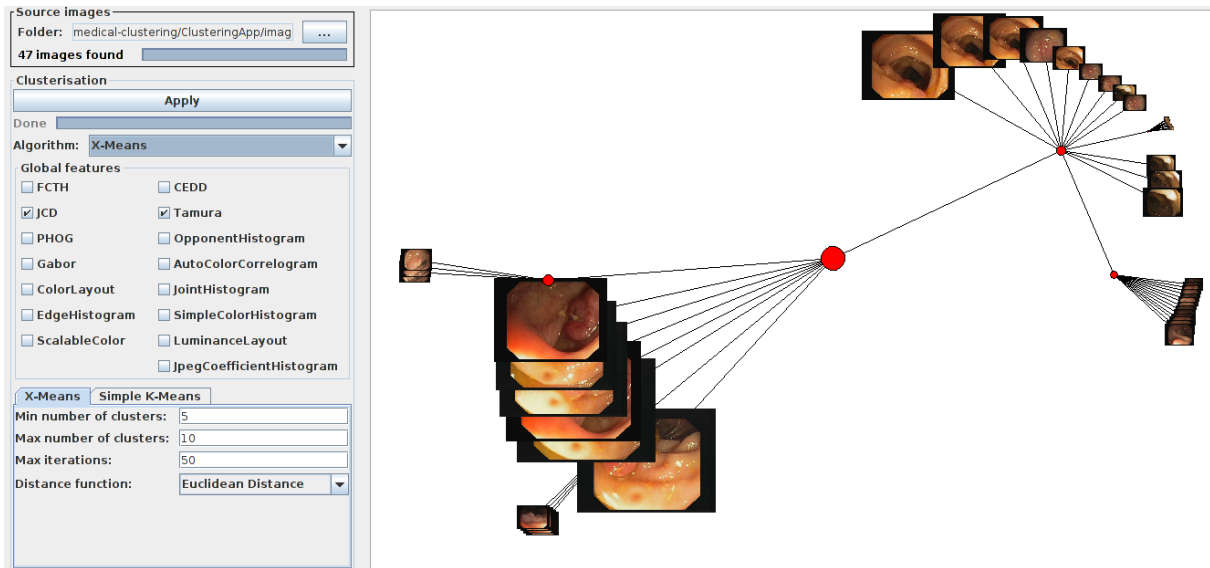 Source images
Folder: medical-clustering/ClusteringApp/imag ...
47 images found
Clusterisation
Apply
Done
Algorithm: X-Means
Global features
FCTH CEDD
JCD Tamura
PHOG OpponentHistogram
Gabor AutoColorCorrelogram
ColorLayout JointHistogram
EdgeHistogram SimpleColorHistogram
ScalableColor LuminanceLayout
JpegCoefficientHistogram
X-Means Simple K-Means
Min number of clusters: 5
Max number of clusters: 10
Max iterations: 50
Distance function: Euclidean Distance